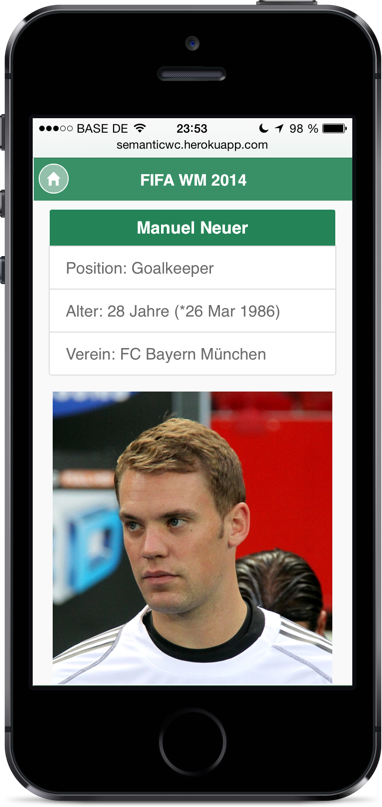 BASE DE 23:53 98 %
semanticwc.herokuapp.com
FIFA WM 2014
Manuel Neuer
Position: Goalkeeper
Alter: 28 Jahre (*26 Mar 1986)
Verein: FC Bayern München